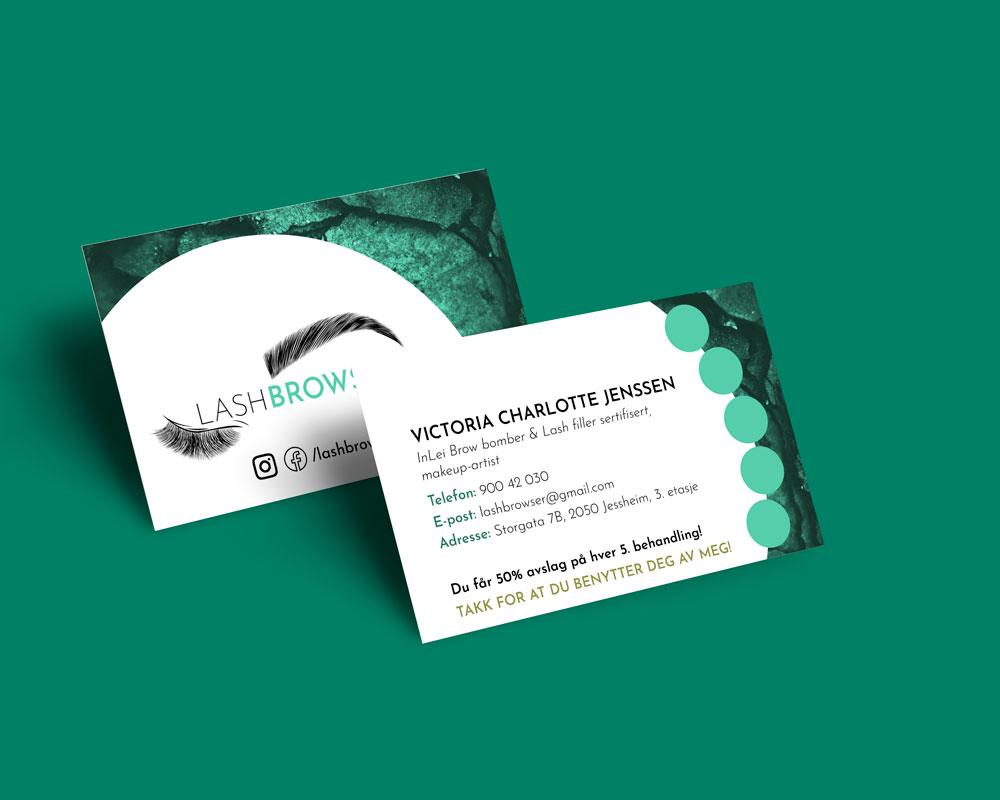 LASHBROWS
/lashbrow
VICTORIA CHARLOTTE JENSSEN
InLei Brow bomber & Lash filler sertifisert,
makeup-artist
Telefon: 900 42 030
E-post: lashbrowser@gmail.com
Adresse: Storgata 7B, 2050 Jessheim, 3. etasje
Du får 50% avslag på hver 5. behandling!
TAKK FOR AT DU BENYTTER DEG AV MEG!